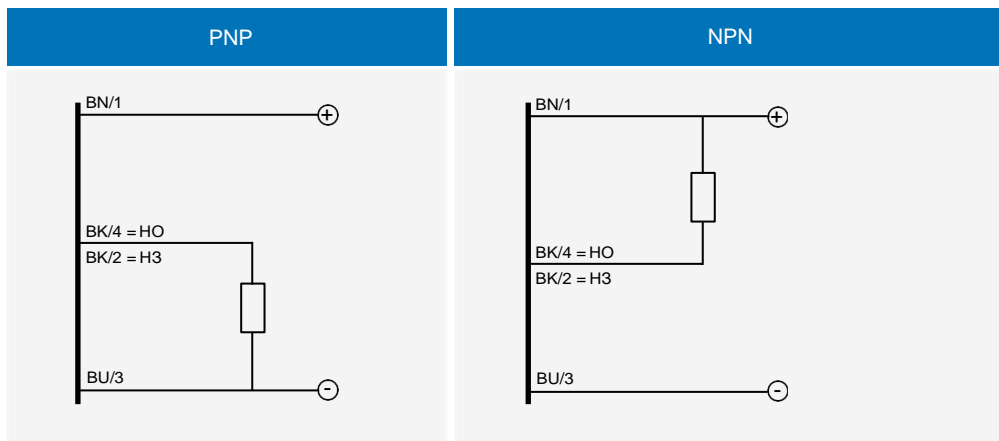 PNP
BN/1
+
BK/4 = HO
BK/2 = H3
BU/3
-
NPN
BN/1
+
BK/4 = HO
BK/2 = H3
BU/3
-